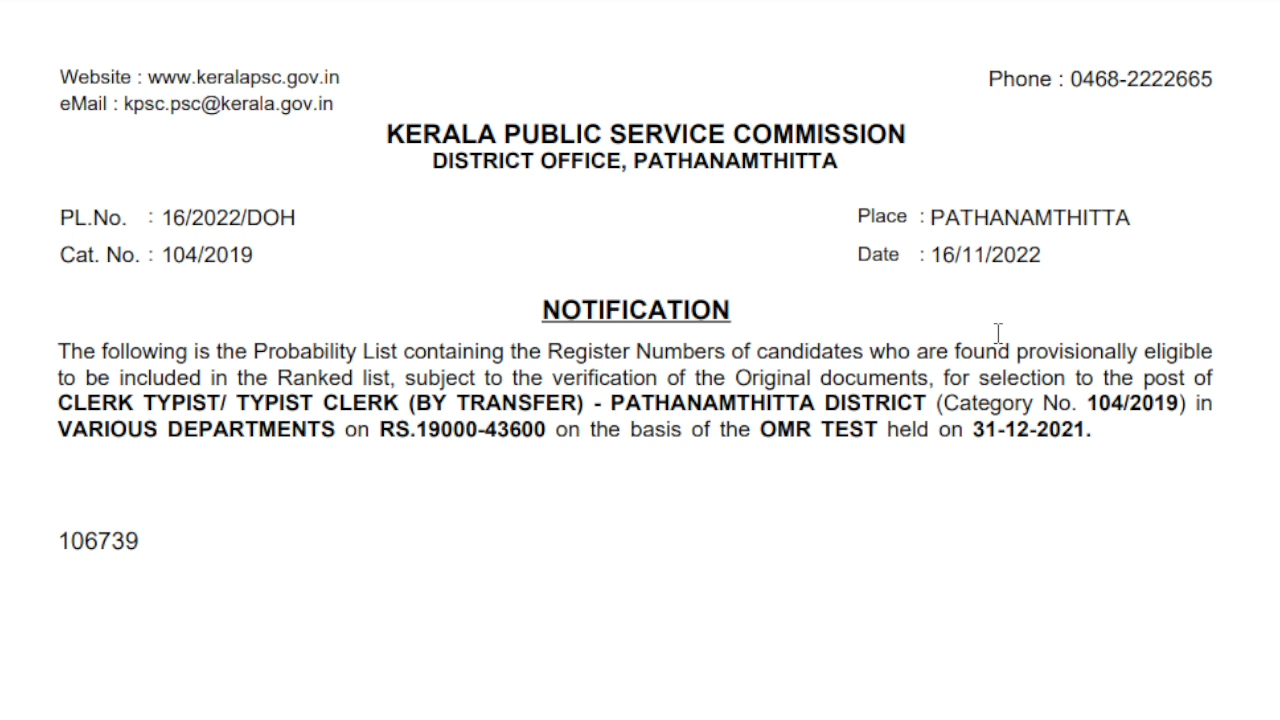 Website : www.keralapsc.gov.in
Phone : 0468-2222665
eMail : kpsc.psc@kerala.gov.in
KERALA PUBLIC SERVICE COMMISSION
DISTRICT OFFICE, PATHANAMTHITTA
PL.No. : 16/2022/DOH
Place : PATHANAMTHITTA
Cat. No. : 104/2019
Date : 16/11/2022
NOTIFICATION
The following is the Probability List containing the Register Numbers of candidates who are found provisionally eligible
to be included in the Ranked list, subject to the verification of the Original documents, for selection to the post of
CLERK TYPIST/ TYPIST CLERK (BY TRANSFER) - PATHANAMTHITTA DISTRICT (Category No. 104/2019) in
VARIOUS DEPARTMENTS on RS.19000-43600 on the basis of the OMR TEST held on 31-12-2021.
106739